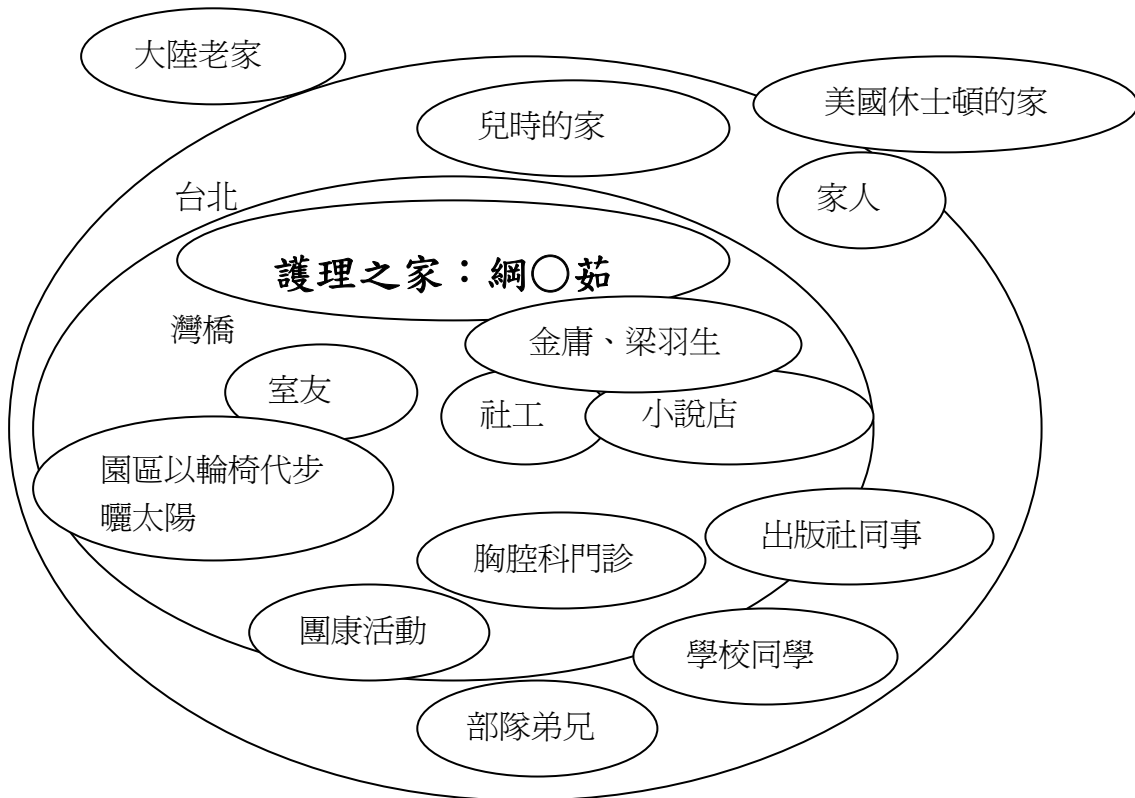 大陸老家
美國休士頓的家
兒時的家
台北
家人
護理之家：綱○茹
灣橋
金庸、梁羽生
室友
社工
小說店
園區以輪椅代步
曬太陽
出版社同事
胸腔科門診
團康活動
學校同學
部隊弟兄